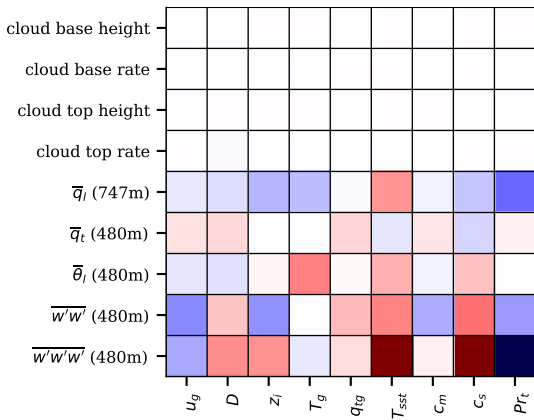 cloud base height
cloud base rate
cloud top height
cloud top rate
q̅_l (747m)
q̅_t (480m)
θ̅_l (480m)
w̅'̅w̅'̅ (480m)
w̅'̅w̅'̅w̅'̅ (480m)
u_g D z_i T_g q_tg T_sst c_m c_s Pr_t